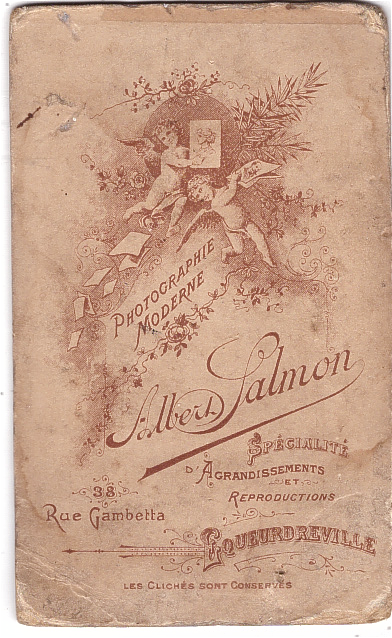 PHOTOGRAPHIE
MODERNE
Albert Salmon
SPÉCIALITÉ
D'AGRANDISSEMENTS
ET
REPRODUCTIONS
38
Rue Gambetta
EQUEURDREVILLE
LES CLICHÉS SONT CONSERVÉS